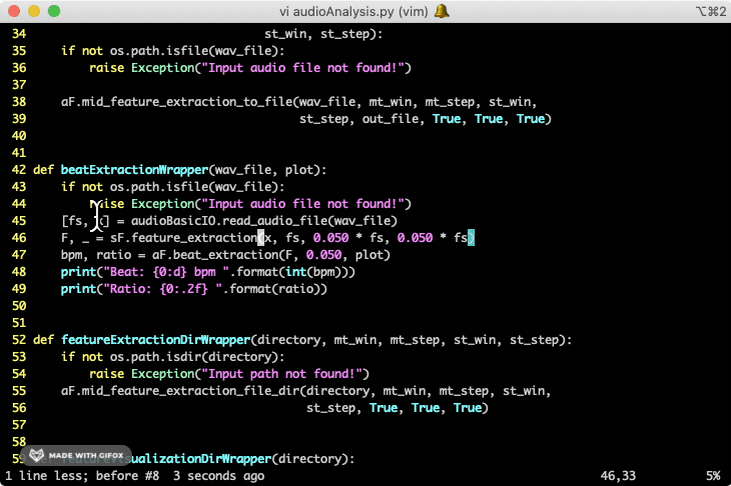 vi audioAnalysis.py (vim) 🔔 ⌥⌘2
34                                  st_win, st_step):
35     if not os.path.isfile(wav_file):
36         raise Exception("Input audio file not found!")
37
38     aF.mid_feature_extraction_to_file(wav_file, mt_win, mt_step, st_win,
39                                       st_step, out_file, True, True, True)
40
41
42 def beatExtractionWrapper(wav_file, plot):
43     if not os.path.isfile(wav_file):
44         raise Exception("Input audio file not found!")
45     [fs, x] = audioBasicIO.read_audio_file(wav_file)
46     F, _ = sF.feature_extraction(x, fs, 0.050 * fs, 0.050 * fs)
47     bpm, ratio = aF.beat_extraction(F, 0.050, plot)
48     print("Beat: {0:d} bpm ".format(int(bpm)))
49     print("Ratio: {0:.2f} ".format(ratio))
50
51
52 def featureExtractionDirWrapper(directory, mt_win, mt_step, st_win, st_step):
53     if not os.path.isdir(directory):
54         raise Exception("Input path not found!")
55     aF.mid_feature_extraction_file_dir(directory, mt_win, mt_step, st_win,
56                                        st_step, True, True, True)
57
58
59 def featureVisualizationDirWrapper(directory):
MADE WITH GIFOX
1 line less; before #8  3 seconds ago                46,33          5%